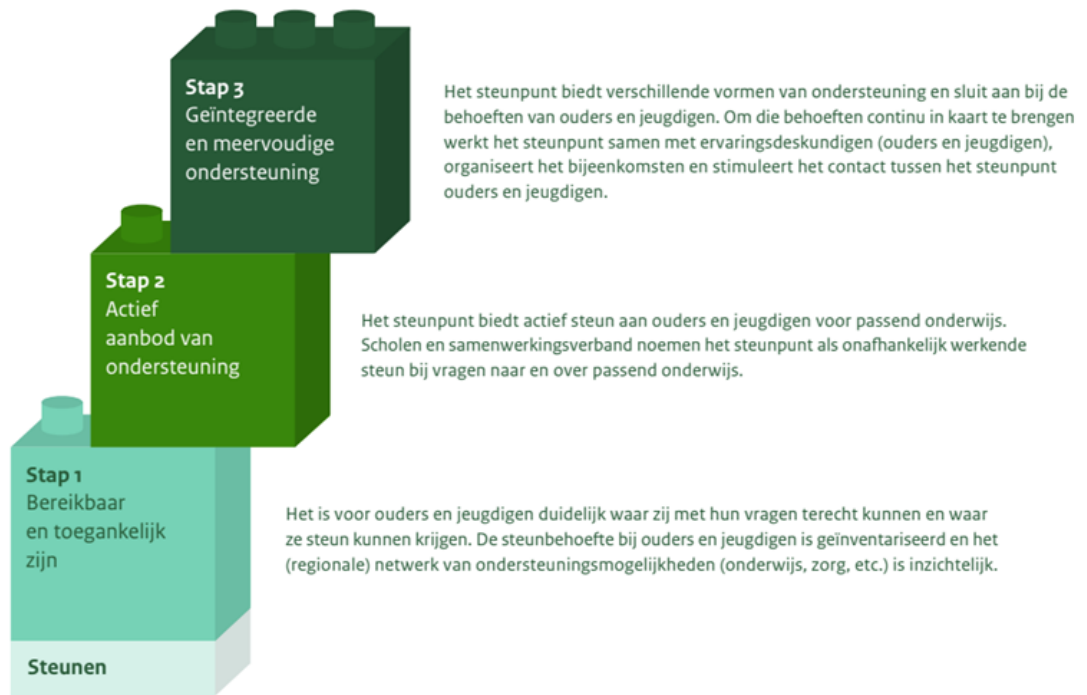 Stap 3
Geïntegreerde
en meervoudige
ondersteuning
Het steunpunt biedt verschillende vormen van ondersteuning en sluit aan bij de
behoeften van ouders en jeugdigen. Om die behoeften continu in kaart te brengen
werkt het steunpunt samen met ervaringsdeskundigen (ouders en jeugdigen),
organiseert het bijeenkomsten en stimuleert het contact tussen het steunpunt
ouders en jeugdigen.
Stap 2
Actief
aanbod van
ondersteuning
Het steunpunt biedt actief steun aan ouders en jeugdigen voor passend onderwijs.
Scholen en samenwerkingsverband noemen het steunpunt als onafhankelijk werkende
steun bij vragen naar en over passend onderwijs.
Stap 1
Bereikbaar
en toegankelijk
zijn
Het is voor ouders en jeugdigen duidelijk waar zij met hun vragen terecht kunnen en waar
ze steun kunnen krijgen. De steunbehoefte bij ouders en jeugdigen is geïnventariseerd en het
(regionale) netwerk van ondersteuningsmogelijkheden (onderwijs, zorg, etc.) is inzichtelijk.
Steunen